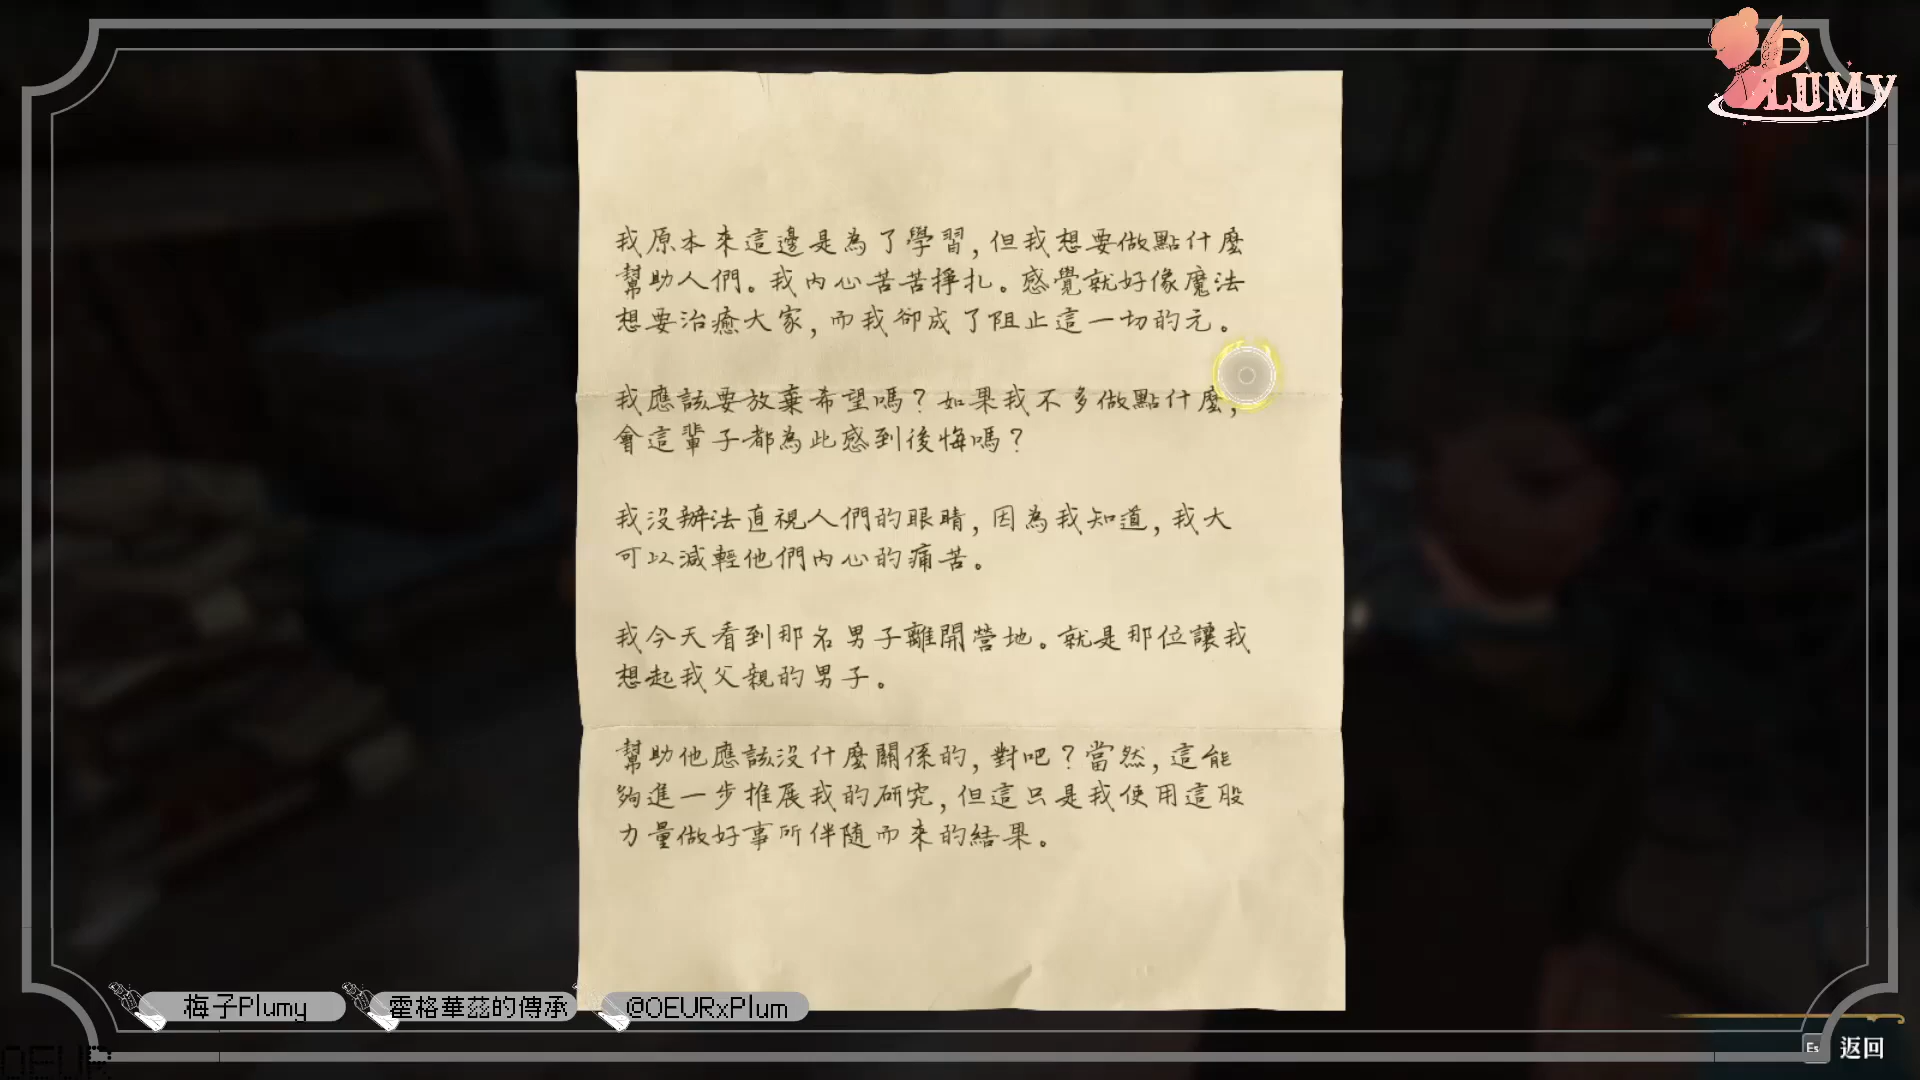 PLUMy
我原本來這邊是為了學習，但我想要做點什麼
幫助人們。我內心苦苦掙扎。感覺就好像魔法
想要治癒大家，而我卻成了阻止這一切的元。
我應該要放棄希望嗎？如果我不多做點什麼，
會這輩子都為此感到後悔嗎？
我沒辦法直視人們的眼睛，因為我知道，我大
可以減輕他們內心的痛苦。
我今天看到那名男子離開營地。就是那位讓我
想起我父親的男子。
幫助他應該沒什麼關係的，對吧？當然，這能
夠進一步推展我的研究，但這只是我使用這股
力量做好事所伴隨而來的結果。
梅子Plumy
霍格華茲的傳承
@OEURxPlum
OEUR
Es 返回